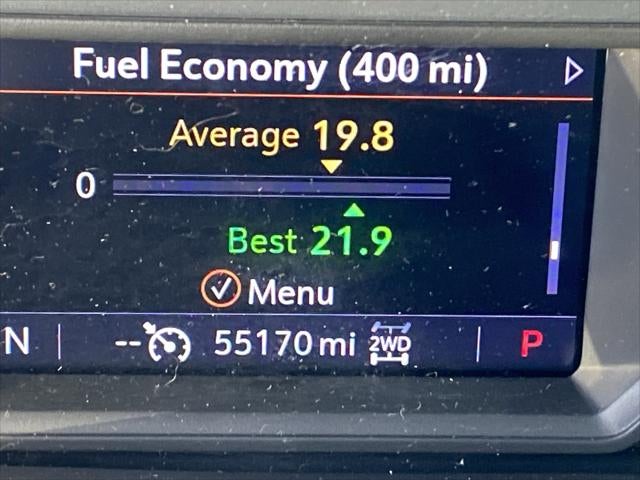 Fuel Economy (400 mi)
Average 19.8
0
Best 21.9
Menu
N -- 55170 mi 2WD P